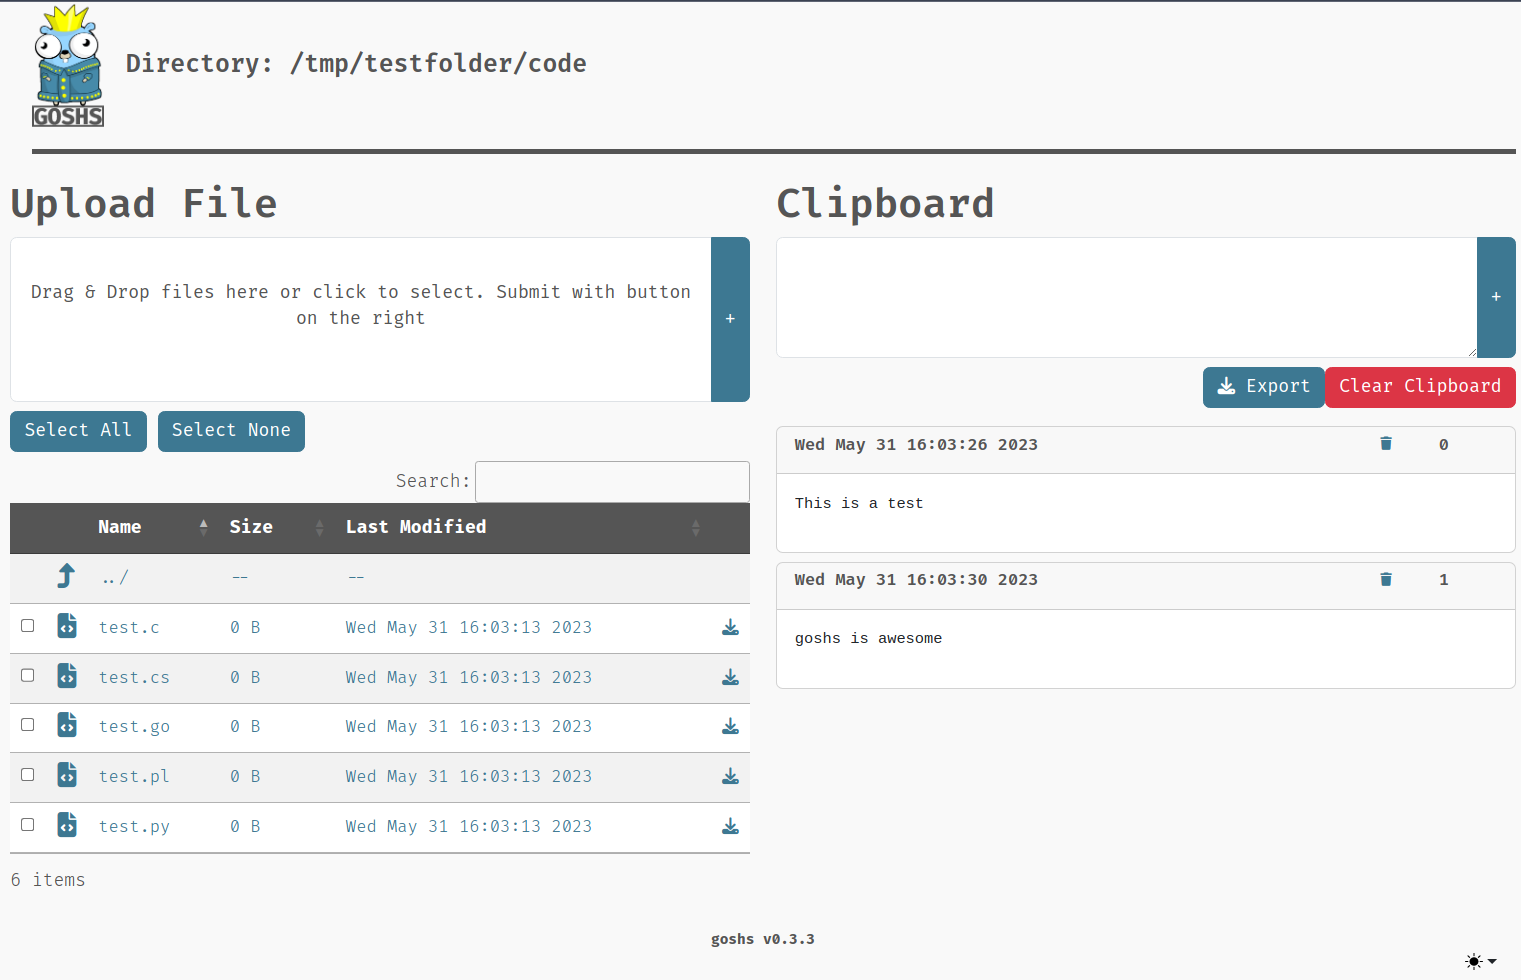 GOSHS
Directory: /tmp/testfolder/code
Upload File
Drag & Drop files here or click to select. Submit with button
on the right
+
Select All Select None
Search:
Name Size Last Modified
../ -- --
test.c 0 B Wed May 31 16:03:13 2023
test.cs 0 B Wed May 31 16:03:13 2023
test.go 0 B Wed May 31 16:03:13 2023
test.pl 0 B Wed May 31 16:03:13 2023
test.py 0 B Wed May 31 16:03:13 2023
6 items
Clipboard
+
Export Clear Clipboard
Wed May 31 16:03:26 2023 0
This is a test
Wed May 31 16:03:30 2023 1
goshs is awesome
goshs v0.3.3